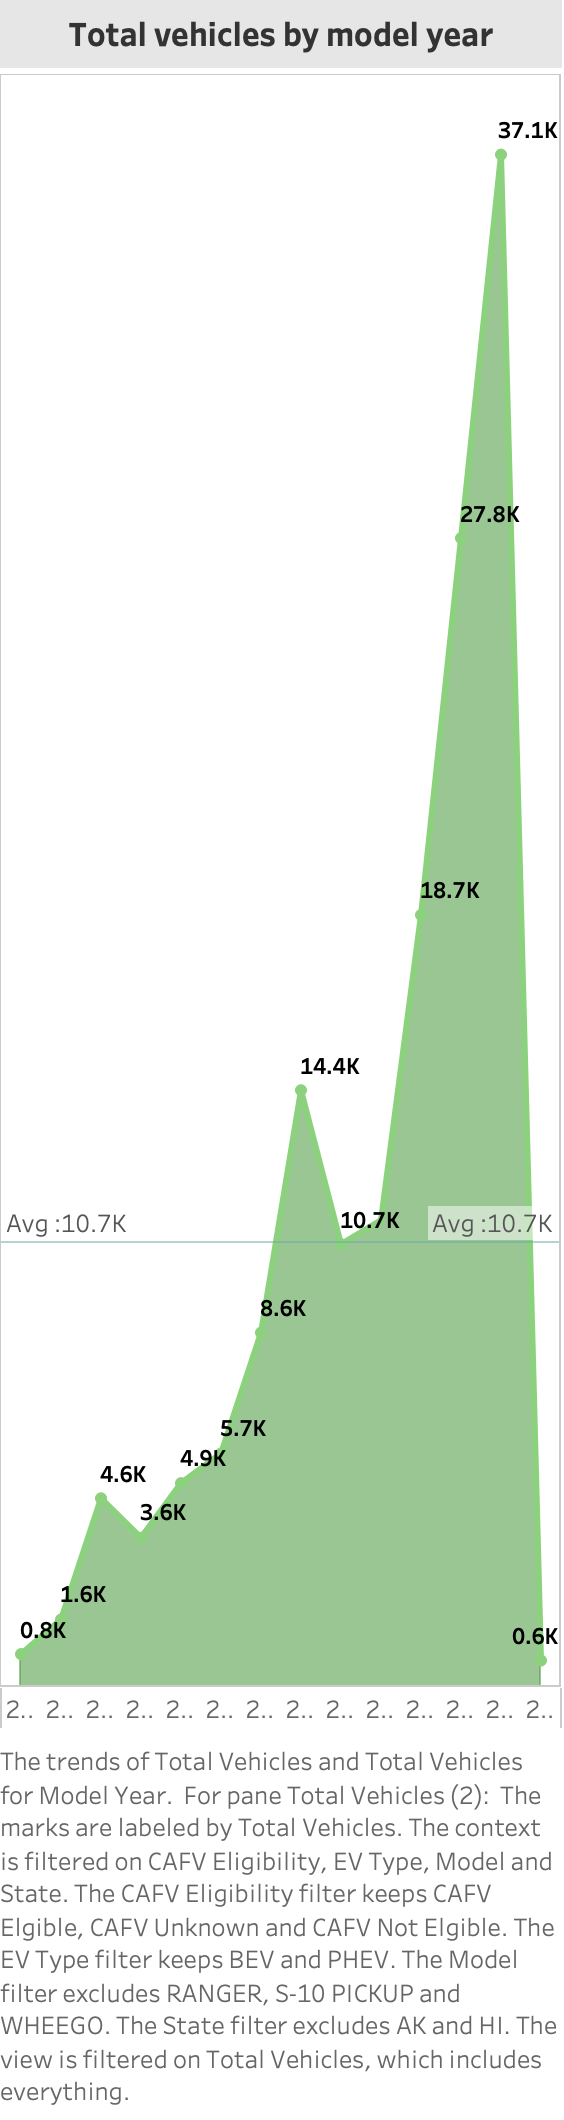 Total vehicles by model year
37.1K
27.8K
18.7K
14.4K
10.7K
Avg :10.7K
Avg :10.7K
8.6K
5.7K
4.9K
4.6K
3.6K
1.6K
0.8K
0.6K
2.. 2.. 2.. 2.. 2.. 2.. 2.. 2.. 2.. 2.. 2.. 2.. 2.. 2..
The trends of Total Vehicles and Total Vehicles
for Model Year.  For pane Total Vehicles (2):  The
marks are labeled by Total Vehicles. The context
is filtered on CAFV Eligibility, EV Type, Model and
State. The CAFV Eligibility filter keeps CAFV
Elgible, CAFV Unknown and CAFV Not Elgible. The
EV Type filter keeps BEV and PHEV. The Model
filter excludes RANGER, S-10 PICKUP and
WHEEGO. The State filter excludes AK and HI. The
view is filtered on Total Vehicles, which includes
everything.